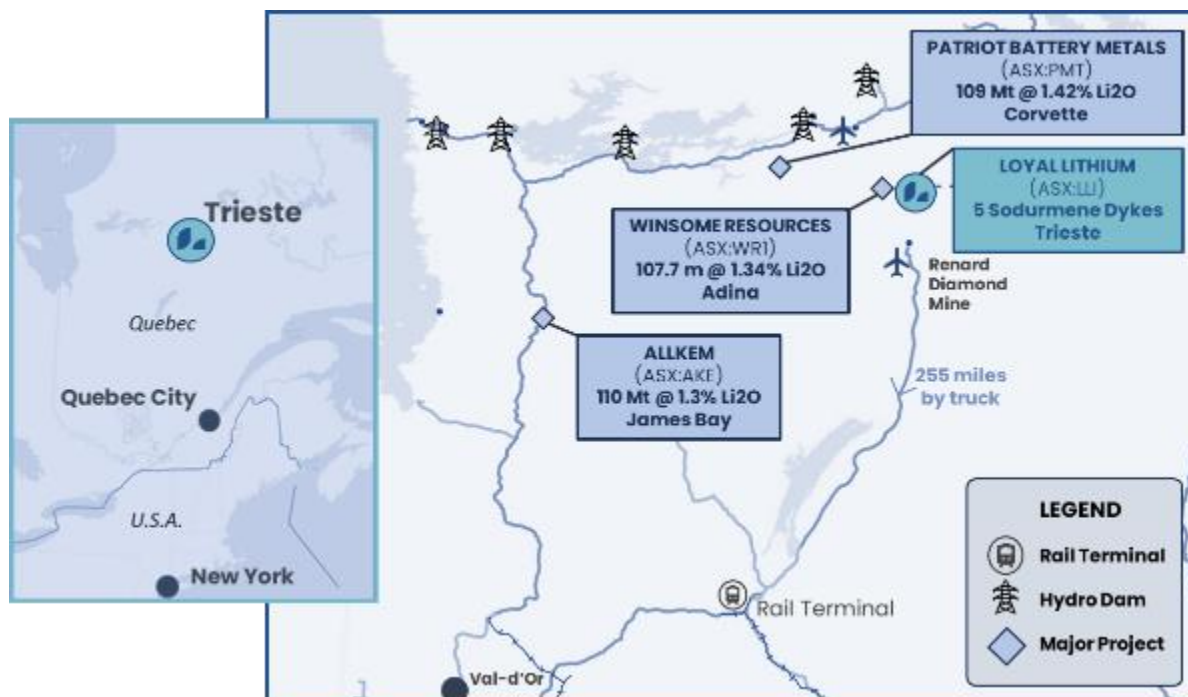 Trieste
Quebec
Quebec City
U.S.A.
New York
PATRIOT BATTERY METALS
(ASX:PMT)
109 Mt @ 1.42% Li2O
Corvette
LOYAL LITHIUM
(ASX:LLI)
5 Sodurmene Dykes
Trieste
WINSOME RESOURCES
(ASX:WR1)
107.7 m @ 1.34% Li2O
Adina
Renard
Diamond
Mine
ALLKEM
(ASX:AKE)
110 Mt @ 1.3% Li2O
James Bay
255 miles
by truck
Rail Terminal
Val-d'Or
LEGEND
Rail Terminal
Hydro Dam
Major Project